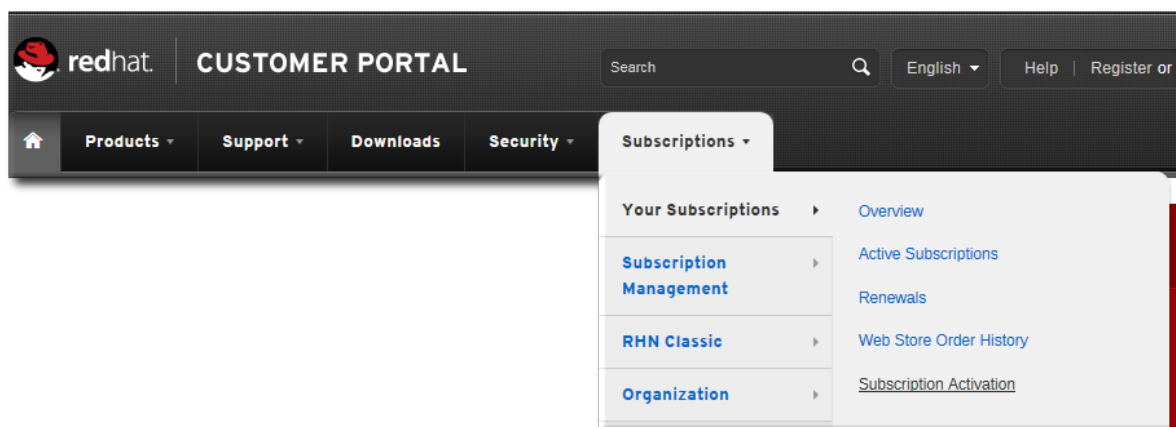 redhat. CUSTOMER PORTAL Search English Help | Register or
Products Support Downloads Security Subscriptions
Your Subscriptions
Overview
Subscription
Management
Active Subscriptions
Renewals
RHN Classic
Web Store Order History
Organization
Subscription Activation